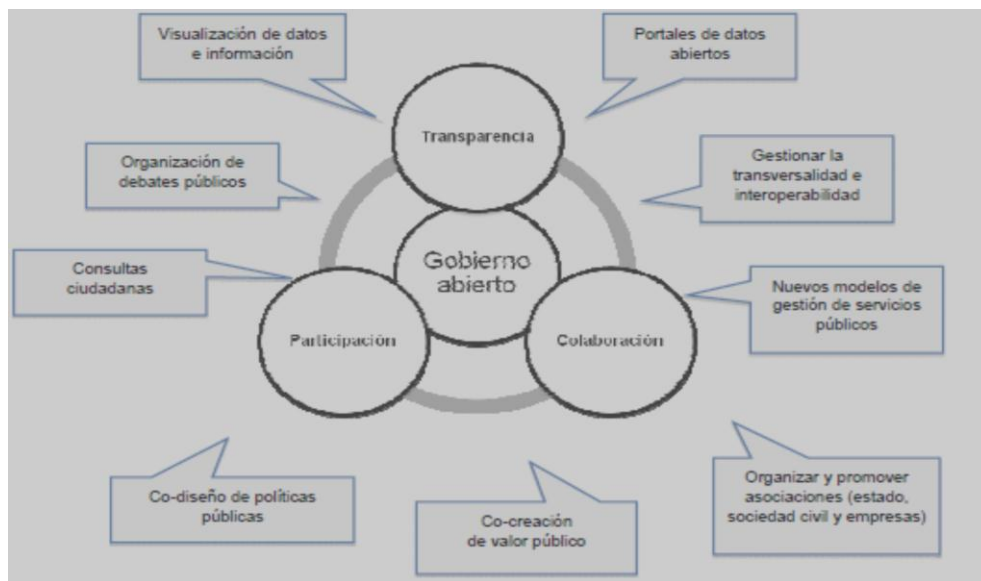 Visualización de datos
e información
Portales de datos
abiertos
Transparencia
Organización de
debates públicos
Gestionar la
transversalidad e
interoperabilidad
Gobierno
abierto
Consultas
ciudadanas
Nuevos modelos de
gestión de servicios
públicos
Participación
Colaboración
Co-diseño de políticas
públicas
Co-creación
de valor público
Organizar y promover
asociaciones (estado,
sociedad civil y empresas)